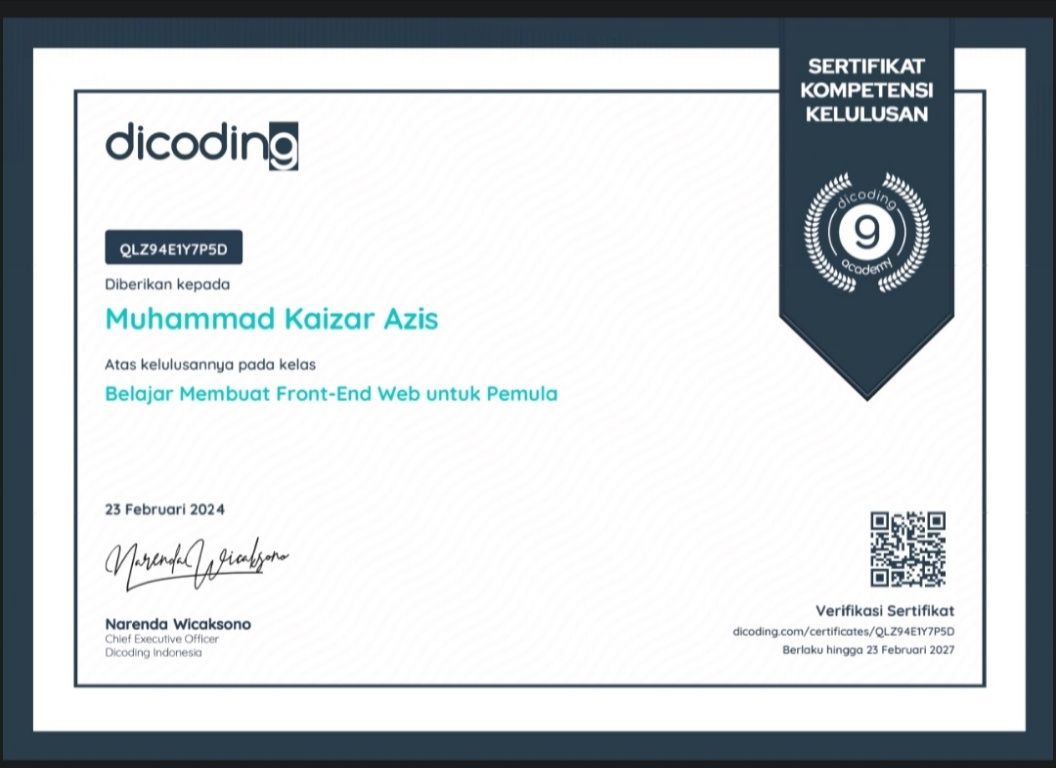 SERTIFIKAT
KOMPETENSI
KELULUSAN
dicoding
dicoding
9
academy
QLZ94E1Y7P5D
Diberikan kepada
Muhammad Kaizar Azis
Atas kelulusannya pada kelas
Belajar Membuat Front-End Web untuk Pemula
23 Februari 2024
Narenda Wicaksono
Narenda Wicaksono
Chief Executive Officer
Dicoding Indonesia
Verifikasi Sertifikat
dicoding.com/certificates/QLZ94E1Y7P5D
Berlaku hingga 23 Februari 2027